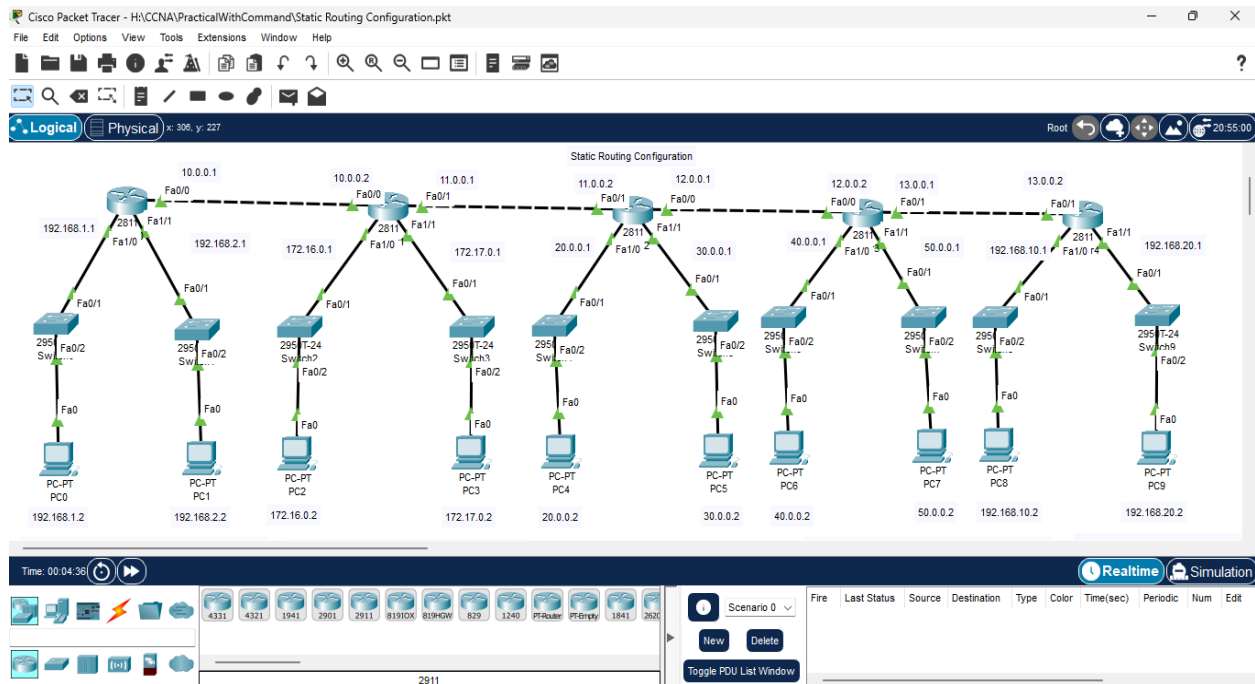 Cisco Packet Tracer - H:\CCNA\PracticalWithCommand\Static Routing Configuration.pkt
File Edit Options View Tools Extensions Window Help
?
Logical Physical x: 306, y: 227 Root 20:55:00
Static Routing Configuration
10.0.0.1 10.0.0.2 11.0.0.1 11.0.0.2 12.0.0.1 12.0.0.2 13.0.0.1 13.0.0.2
Fa0/0 Fa0/0 Fa0/1 Fa0/1 Fa0/0 Fa0/0 Fa0/1 Fa0/1
2811 2811 2811 2811 2811
Fa1/1 Fa1/1 Fa1/1 Fa1/1 Fa1/1
Fa1/0 Fa1/0 1 Fa1/0 2 Fa1/0 3 Fa1/0 r4
192.168.1.1 192.168.2.1 172.16.0.1 172.17.0.1 20.0.0.1 30.0.0.1 40.0.0.1 50.0.0.1 192.168.10.1 192.168.20.1
Fa0/1 Fa0/1 Fa0/1 Fa0/1 Fa0/1 Fa0/1 Fa0/1 Fa0/1 Fa0/1 Fa0/1
2950T-24 2950T-24 2950T-24
Switch2 Switch3 Switch9
Fa0/2 Fa0/2 Fa0/2 Fa0/2 Fa0/2 Fa0/2 Fa0/2 Fa0/2 Fa0/2 Fa0/2
Fa0 Fa0 Fa0 Fa0 Fa0 Fa0 Fa0 Fa0 Fa0 Fa0
PC-PT PC-PT PC-PT PC-PT PC-PT PC-PT PC-PT PC-PT PC-PT PC-PT
PC0 PC1 PC2 PC3 PC4 PC5 PC6 PC7 PC8 PC9
192.168.1.2 192.168.2.2 172.16.0.2 172.17.0.2 20.0.0.2 30.0.0.2 40.0.0.2 50.0.0.2 192.168.10.2 192.168.20.2
Time: 00:04:36 Realtime Simulation
4331 4321 1941 2901 2911 819IOX 819HGW 829 1240 PT-Router PT-Empty 1841 2620
2911
Scenario 0
New Delete
Toggle PDU List Window
Fire Last Status Source Destination Type Color Time(sec) Periodic Num Edit